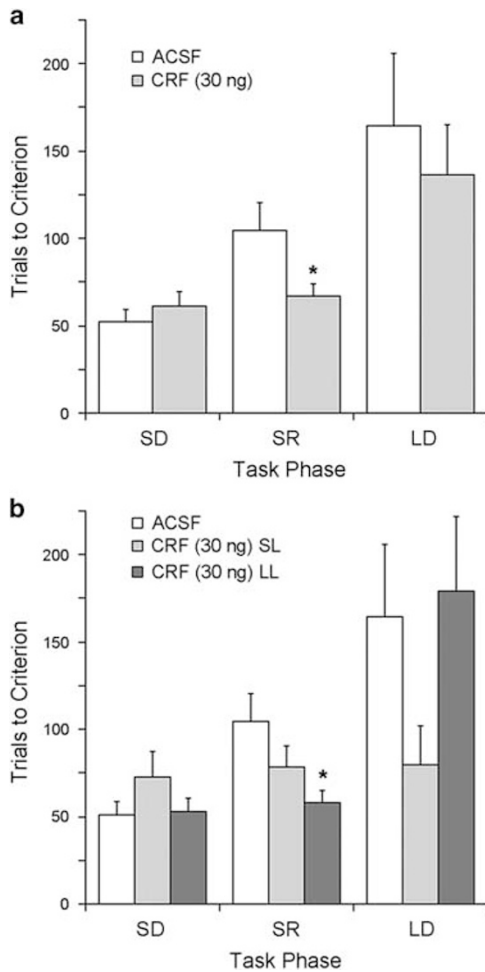 a
ACSF
CRF (30 ng)
Trials to Criterion
200
150
100
50
0
SD SR LD
*
Task Phase
b
ACSF
CRF (30 ng) SL
CRF (30 ng) LL
Trials to Criterion
200
150
100
50
0
SD SR LD
*
Task Phase